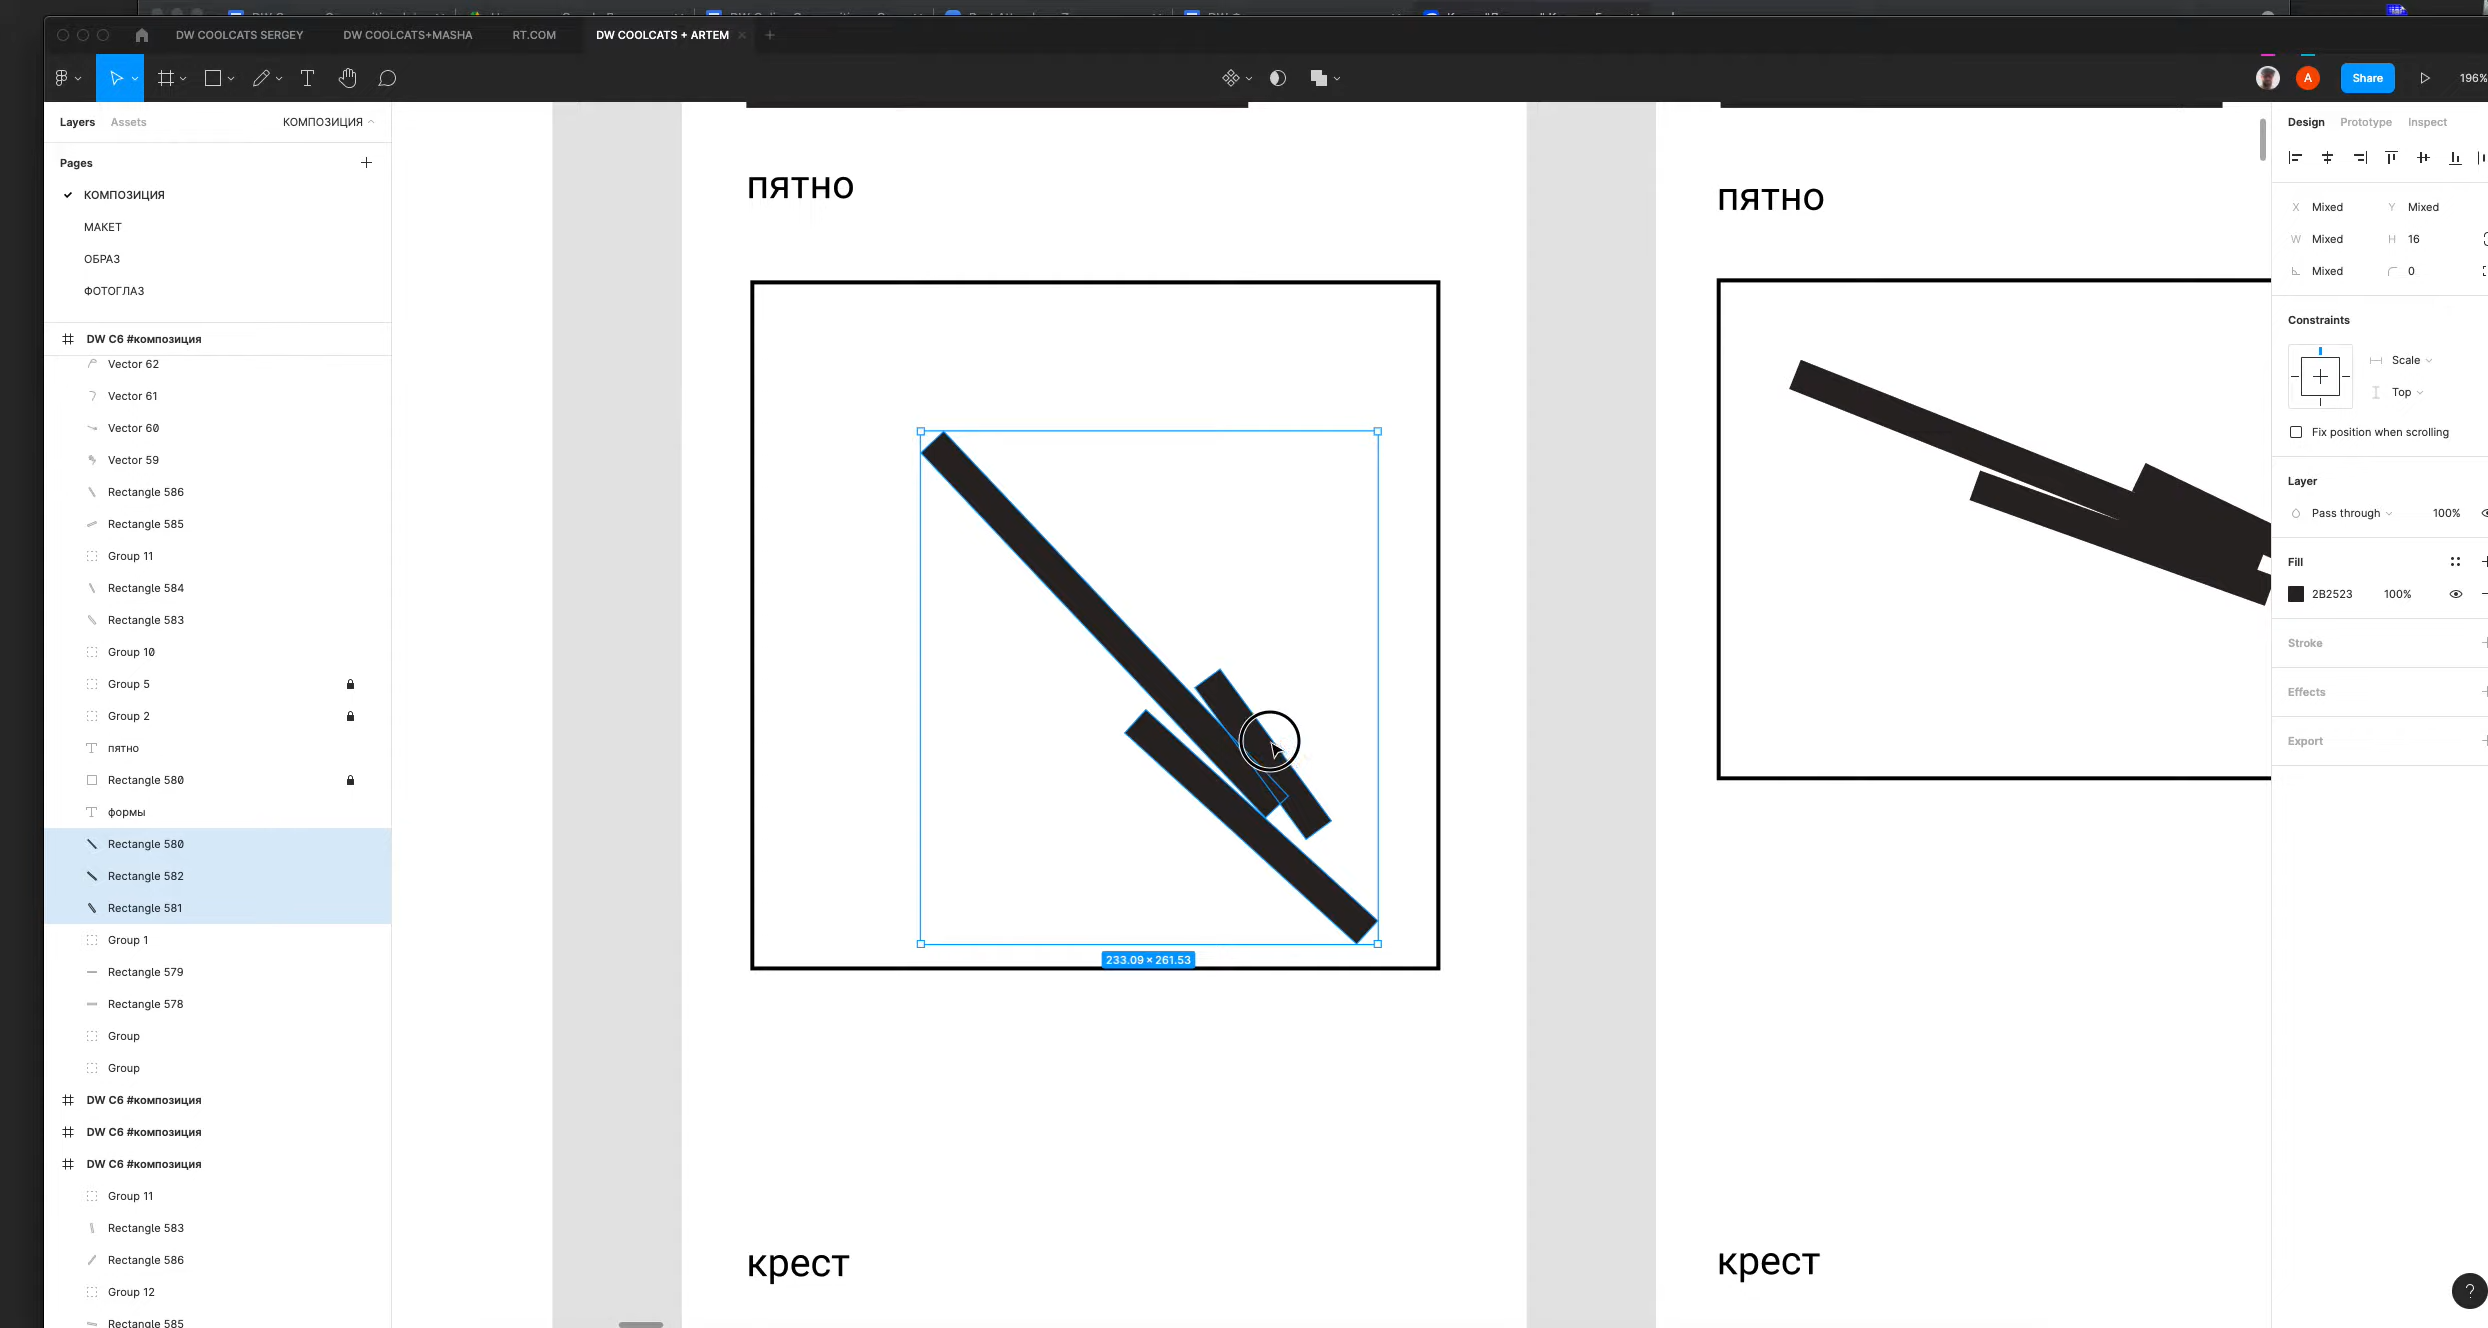 DW COOLCATS SERGEY
DW COOLCATS+MASHA
RT.COM
DW COOLCATS + ARTEM
A
Share
196%
Layers
Assets
КОМПОЗИЦИЯ
Pages
КОМПОЗИЦИЯ
МАКЕТ
ОБРАЗ
ФОТОГЛАЗ
DW C6 #композиция
Vector 62
Vector 61
Vector 60
Vector 59
Rectangle 586
Rectangle 585
Group 11
Rectangle 584
Rectangle 583
Group 10
Group 5
Group 2
пятно
Rectangle 580
формы
Rectangle 580
Rectangle 582
Rectangle 581
Group 1
Rectangle 579
Rectangle 578
Group
Group
DW C6 #композиция
DW C6 #композиция
DW C6 #композиция
Group 11
Rectangle 583
Rectangle 586
Group 12
Rectangle 585
пятно
233.09 × 261.53
крест
пятно
крест
Design
Prototype
Inspect
X Mixed
Y Mixed
W Mixed
H 16
Mixed
0
Constraints
Scale
Top
Fix position when scrolling
Layer
Pass through
100%
Fill
2B2523
100%
Stroke
Effects
Export
?